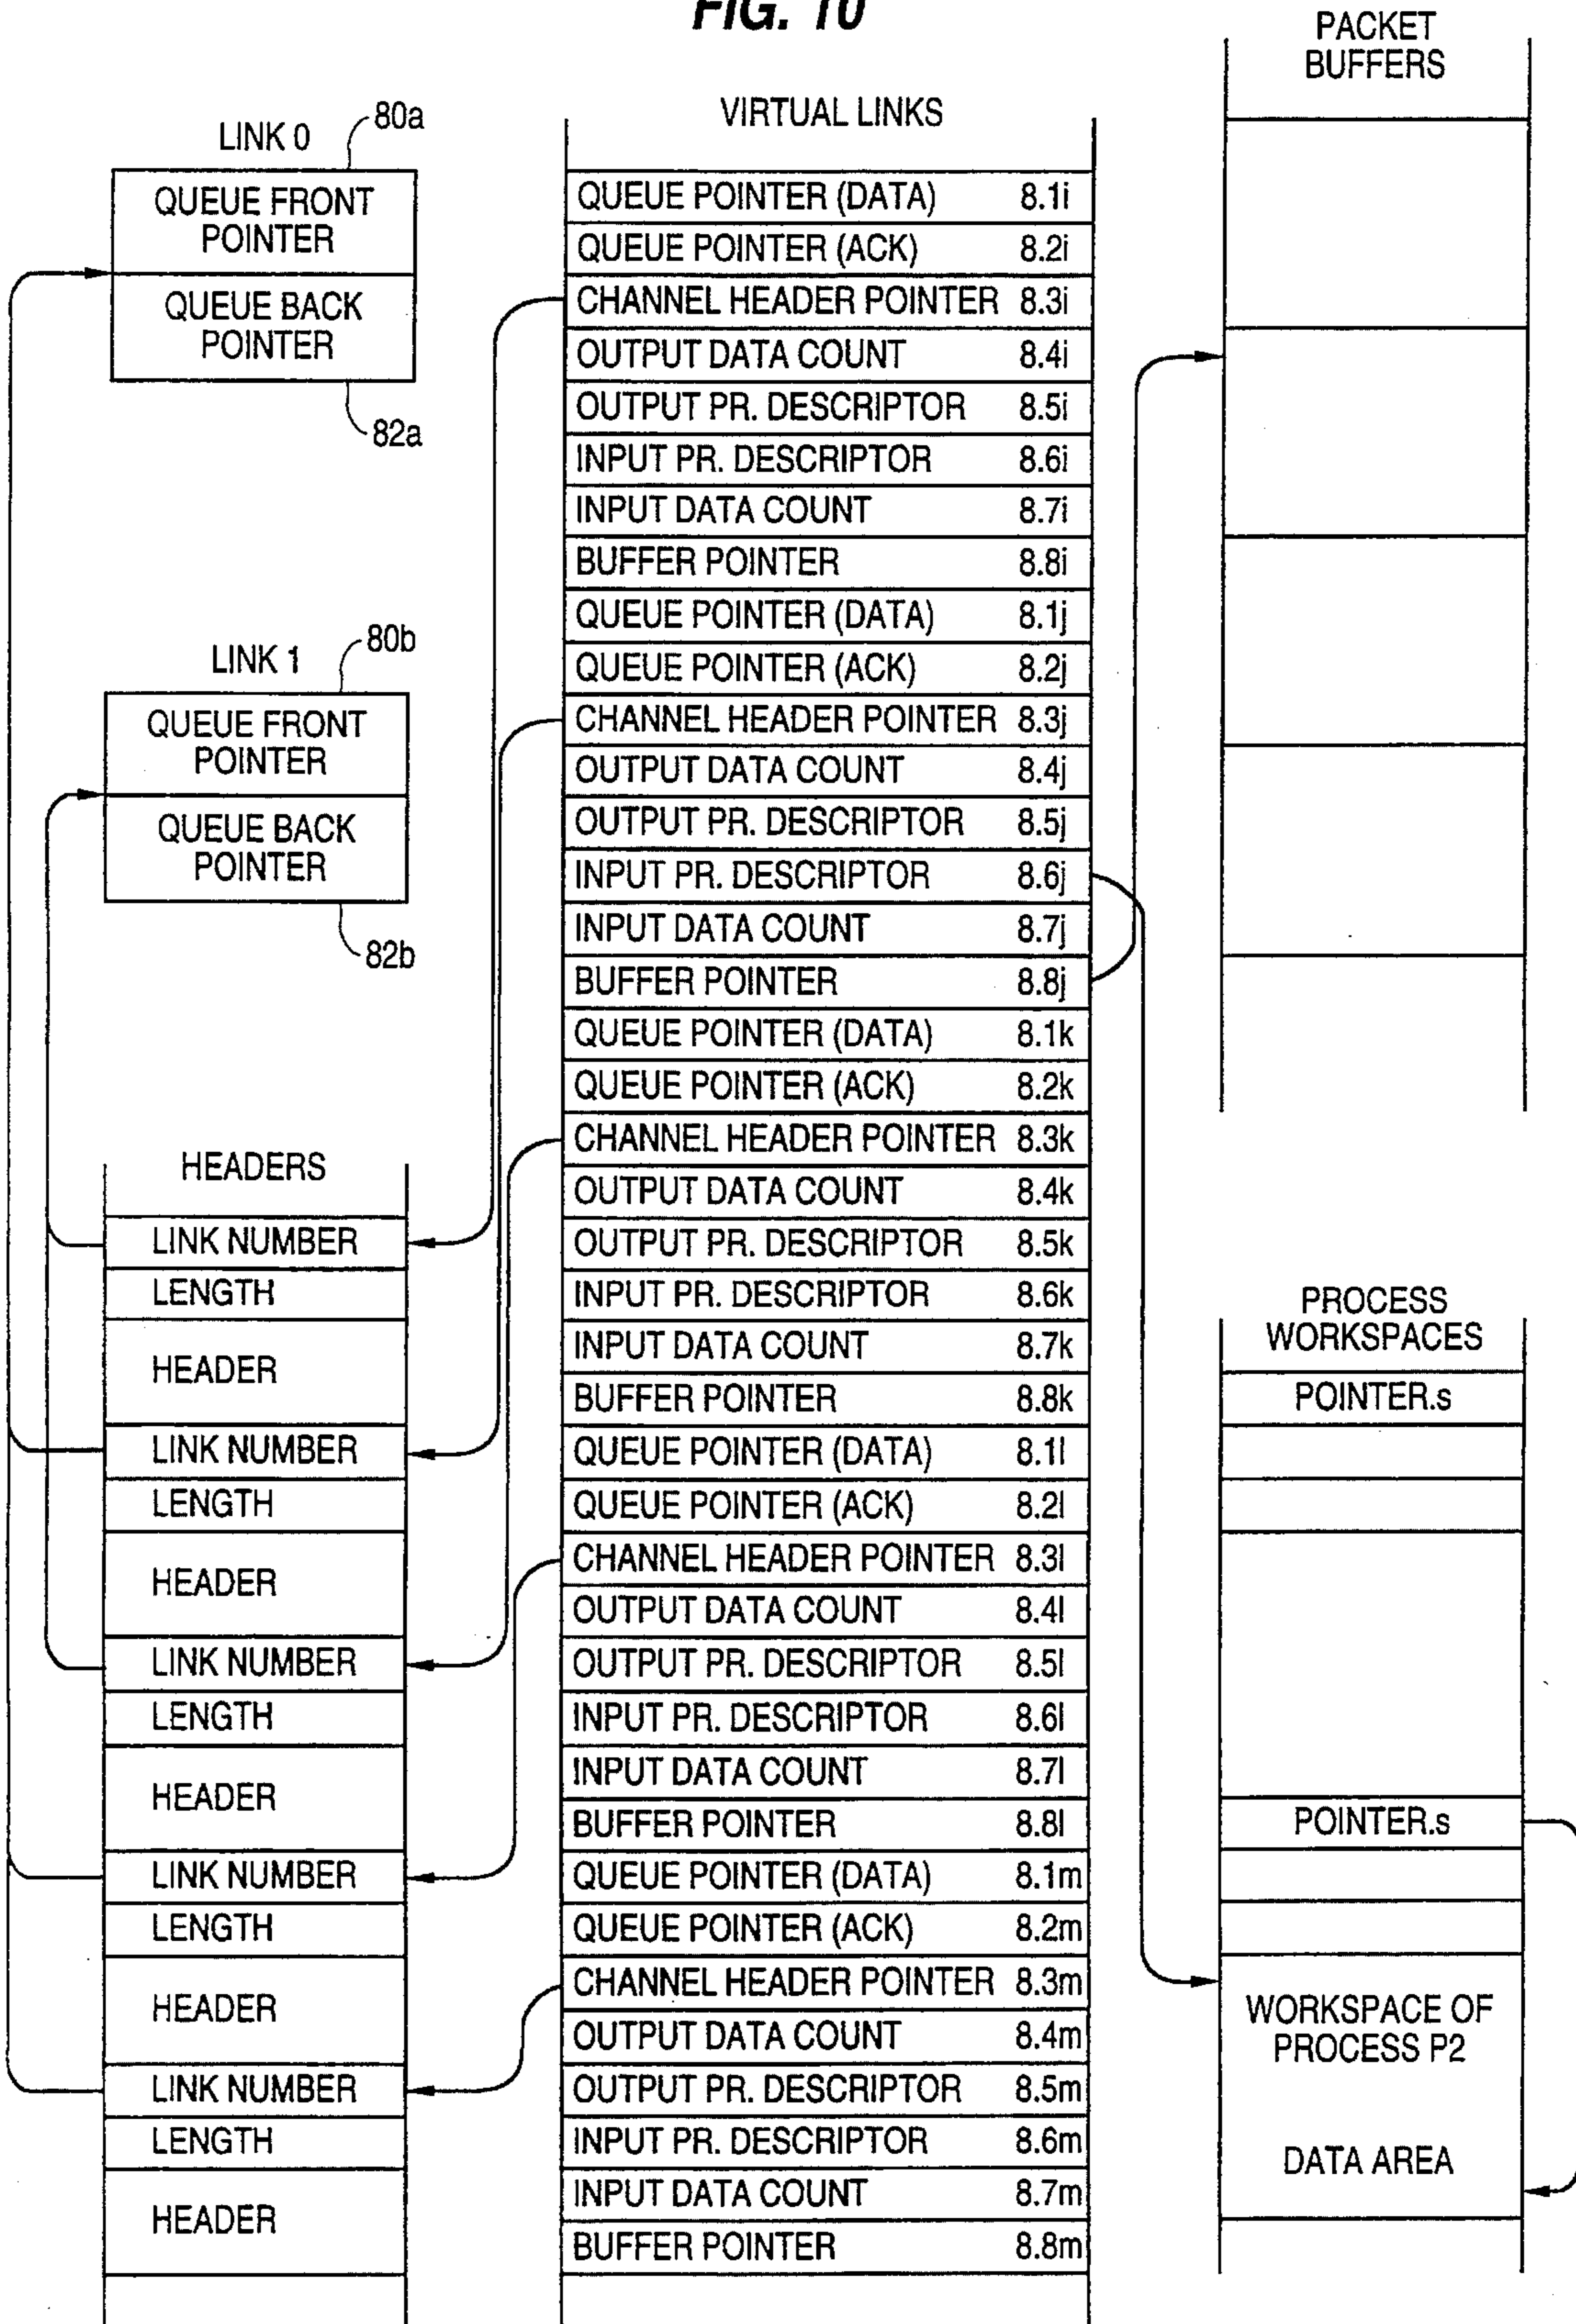 FIG. 10
LINK 0
80a
QUEUE FRONT
POINTER
QUEUE BACK
POINTER
82a
LINK 1
80b
QUEUE FRONT
POINTER
QUEUE BACK
POINTER
82b
HEADERS
LINK NUMBER
LENGTH
HEADER
LINK NUMBER
LENGTH
HEADER
LINK NUMBER
LENGTH
HEADER
LINK NUMBER
LENGTH
HEADER
LINK NUMBER
LENGTH
HEADER
VIRTUAL LINKS
QUEUE POINTER (DATA) 8.1i
QUEUE POINTER (ACK) 8.2i
CHANNEL HEADER POINTER 8.3i
OUTPUT DATA COUNT 8.4i
OUTPUT PR. DESCRIPTOR 8.5i
INPUT PR. DESCRIPTOR 8.6i
INPUT DATA COUNT 8.7i
BUFFER POINTER 8.8i
QUEUE POINTER (DATA) 8.1j
QUEUE POINTER (ACK) 8.2j
CHANNEL HEADER POINTER 8.3j
OUTPUT DATA COUNT 8.4j
OUTPUT PR. DESCRIPTOR 8.5j
INPUT PR. DESCRIPTOR 8.6j
INPUT DATA COUNT 8.7j
BUFFER POINTER 8.8j
QUEUE POINTER (DATA) 8.1k
QUEUE POINTER (ACK) 8.2k
CHANNEL HEADER POINTER 8.3k
OUTPUT DATA COUNT 8.4k
OUTPUT PR. DESCRIPTOR 8.5k
INPUT PR. DESCRIPTOR 8.6k
INPUT DATA COUNT 8.7k
BUFFER POINTER 8.8k
QUEUE POINTER (DATA) 8.1l
QUEUE POINTER (ACK) 8.2l
CHANNEL HEADER POINTER 8.3l
OUTPUT DATA COUNT 8.4l
OUTPUT PR. DESCRIPTOR 8.5l
INPUT PR. DESCRIPTOR 8.6l
INPUT DATA COUNT 8.7l
BUFFER POINTER 8.8l
QUEUE POINTER (DATA) 8.1m
QUEUE POINTER (ACK) 8.2m
CHANNEL HEADER POINTER 8.3m
OUTPUT DATA COUNT 8.4m
OUTPUT PR. DESCRIPTOR 8.5m
INPUT PR. DESCRIPTOR 8.6m
INPUT DATA COUNT 8.7m
BUFFER POINTER 8.8m
PACKET
BUFFERS
PROCESS
WORKSPACES
POINTER.s
POINTER.s
WORKSPACE OF
PROCESS P2
DATA AREA